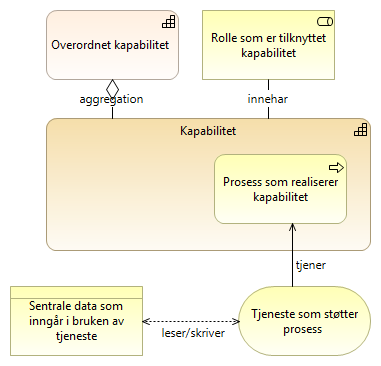 Overordnet kapabilitet
Rolle som er tilknyttet
kapabilitet
aggregation
innehar
Kapabilitet
Prosess som realiserer
kapabilitet
tjener
Sentrale data som
inngår i bruken av
tjeneste
leser/skriver
Tjeneste som støtter
prosess